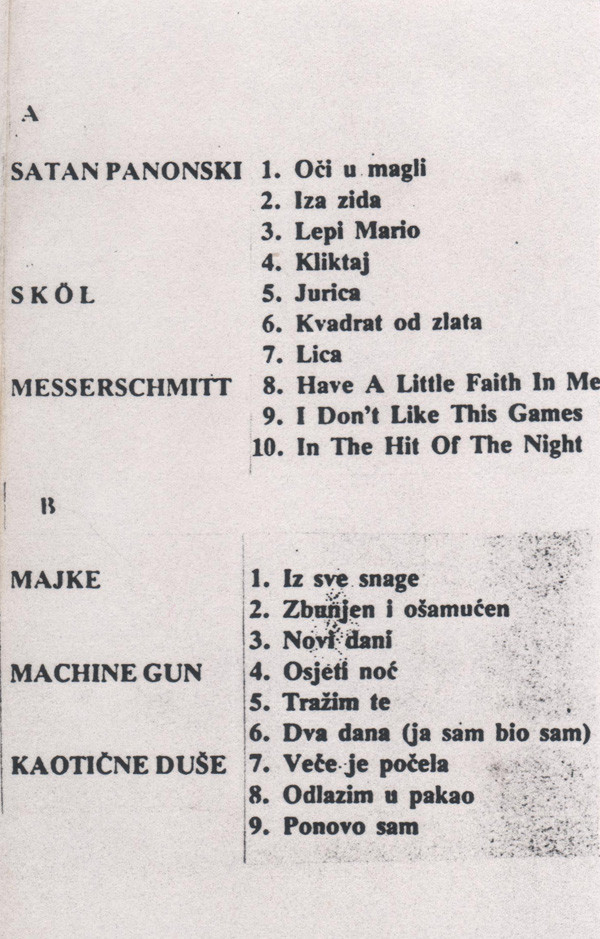 A
SATAN PANONSKI 1. Oči u magli
2. Iza zida
3. Lepi Mario
4. Kliktaj
SKÖL 5. Jurica
6. Kvadrat od zlata
7. Lica
MESSERSCHMITT 8. Have A Little Faith In Me
9. I Don't Like This Games
10. In The Hit Of The Night
B
MAJKE 1. Iz sve snage
2. Zbunjen i ošamućen
3. Novi dani
MACHINE GUN 4. Osjeti noć
5. Tražim te
6. Dva dana (ja sam bio sam)
KAOTIČNE DUŠE 7. Veče je počela
8. Odlazim u pakao
9. Ponovo sam